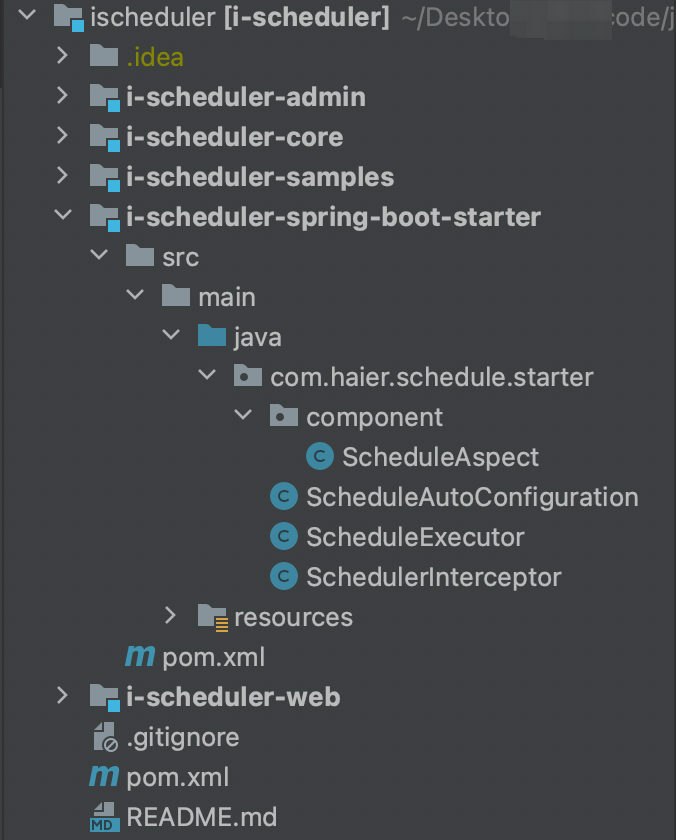 ischeduler [i-scheduler] ~/Deskto code/j
.idea
i-scheduler-admin
i-scheduler-core
i-scheduler-samples
i-scheduler-spring-boot-starter
src
main
java
com.haier.schedule.starter
component
C ScheduleAspect
C ScheduleAutoConfiguration
C ScheduleExecutor
C SchedulerInterceptor
resources
m pom.xml
i-scheduler-web
.gitignore
m pom.xml
MD README.md